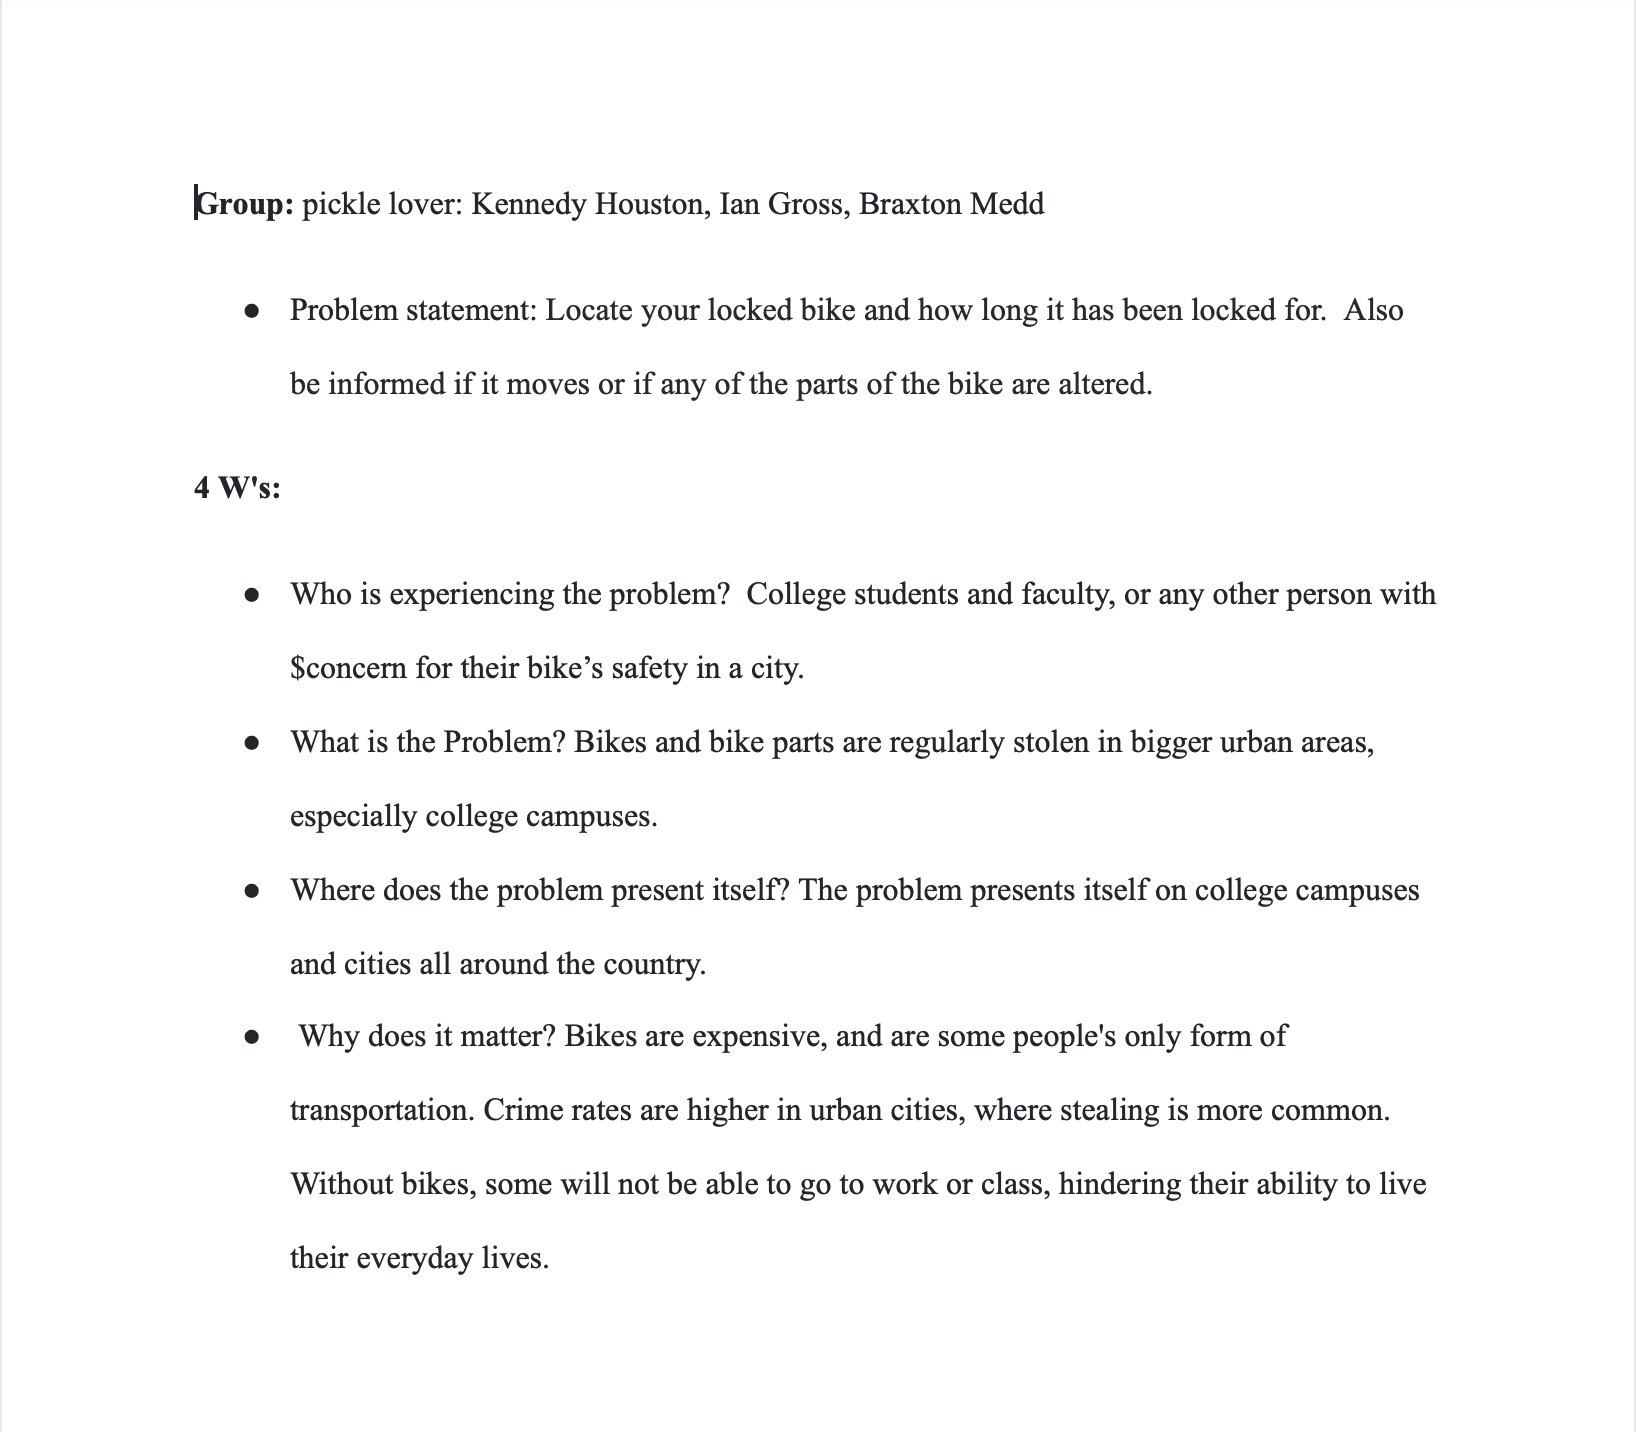 Group: pickle lover: Kennedy Houston, Ian Gross, Braxton Medd
● Problem statement: Locate your locked bike and how long it has been locked for.  Also
be informed if it moves or if any of the parts of the bike are altered.
4 W's:
● Who is experiencing the problem?  College students and faculty, or any other person with
$concern for their bike’s safety in a city.
● What is the Problem? Bikes and bike parts are regularly stolen in bigger urban areas,
especially college campuses.
● Where does the problem present itself? The problem presents itself on college campuses
and cities all around the country.
● Why does it matter? Bikes are expensive, and are some people's only form of
transportation. Crime rates are higher in urban cities, where stealing is more common.
Without bikes, some will not be able to go to work or class, hindering their ability to live
their everyday lives.